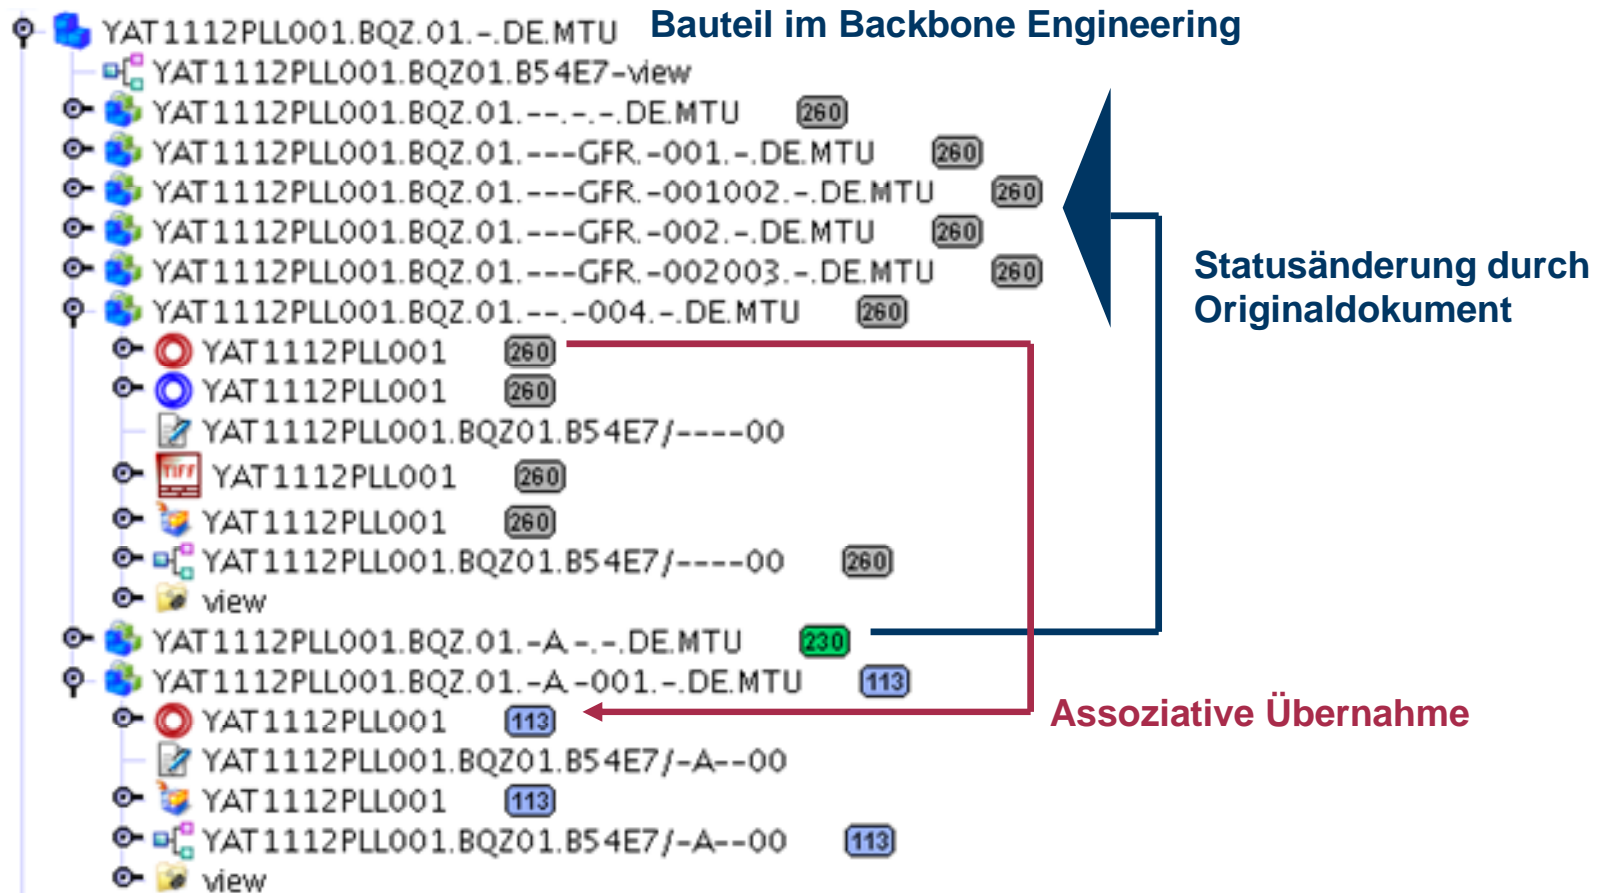 YAT1112PLL001.BQZ.01.-.DE.MTU Bauteil im Backbone Engineering
YAT1112PLL001.BQZ01.B54E7-view
YAT1112PLL001.BQZ.01.--.-.-.DE.MTU 260
YAT1112PLL001.BQZ.01.---GFR.-001.-.DE.MTU 260
YAT1112PLL001.BQZ.01.---GFR.-001002.-.DE.MTU 260
YAT1112PLL001.BQZ.01.---GFR.-002.-.DE.MTU 260
YAT1112PLL001.BQZ.01.---GFR.-002003.-.DE.MTU 260
Statusänderung durch
Originaldokument
YAT1112PLL001.BQZ.01.--.-004.-.DE.MTU 260
YAT1112PLL001 260
YAT1112PLL001 260
YAT1112PLL001.BQZ01.B54E7/----00
TIFF YAT1112PLL001 260
YAT1112PLL001 260
YAT1112PLL001.BQZ01.B54E7/----00 260
view
YAT1112PLL001.BQZ.01.-A.-.-.DE.MTU 230
YAT1112PLL001.BQZ.01.-A.-001.-.DE.MTU 113
YAT1112PLL001 113
Assoziative Übernahme
YAT1112PLL001.BQZ01.B54E7/-A--00
YAT1112PLL001 113
YAT1112PLL001.BQZ01.B54E7/-A--00 113
view